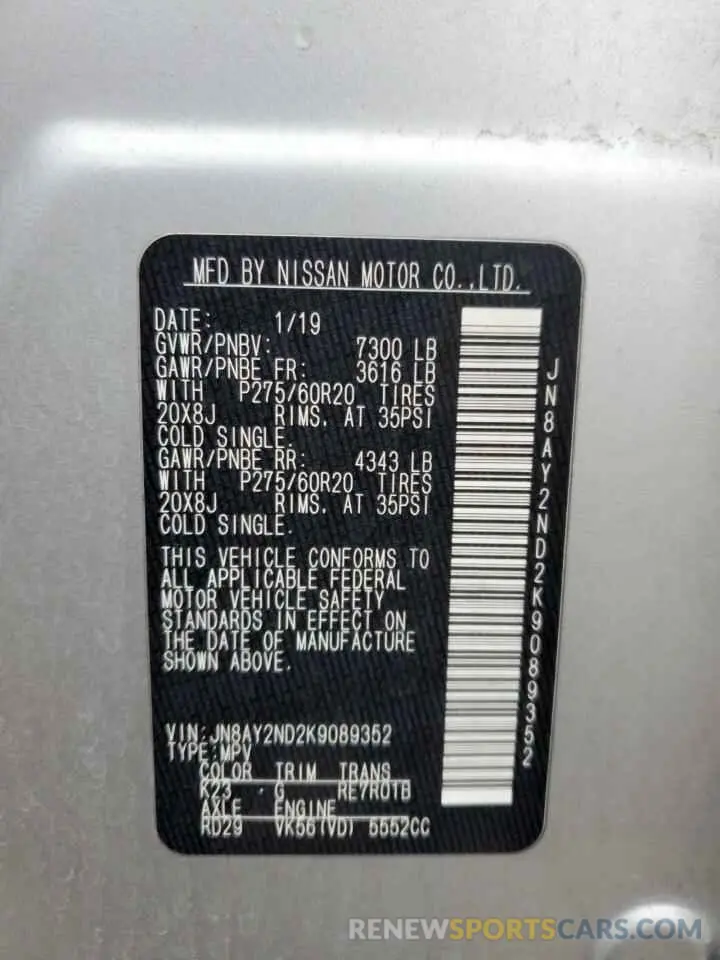 MFD BY NISSAN MOTOR CO.,LTD.
DATE: 1/19
GVWR/PNBV: 7300 LB
GAWR/PNBE FR: 3616 LB
WITH P275/60R20 TIRES
20X8J RIMS, AT 35PSI
COLD SINGLE.
GAWR/PNBE RR: 4343 LB
WITH P275/60R20 TIRES
20X8J RIMS, AT 35PSI
COLD SINGLE.
THIS VEHICLE CONFORMS TO
ALL APPLICABLE FEDERAL
MOTOR VEHICLE SAFETY
STANDARDS IN EFFECT ON
THE DATE OF MANUFACTURE
SHOWN ABOVE.
VIN:JN8AY2ND2K9089352
TYPE:MPV
COLOR TRIM TRANS
K23 G RE7R01B
AXLE ENGINE
RD29 VK56(VD) 5552CC
JN8AY2ND2K9089352
RENEWSPORTSCARS.COM